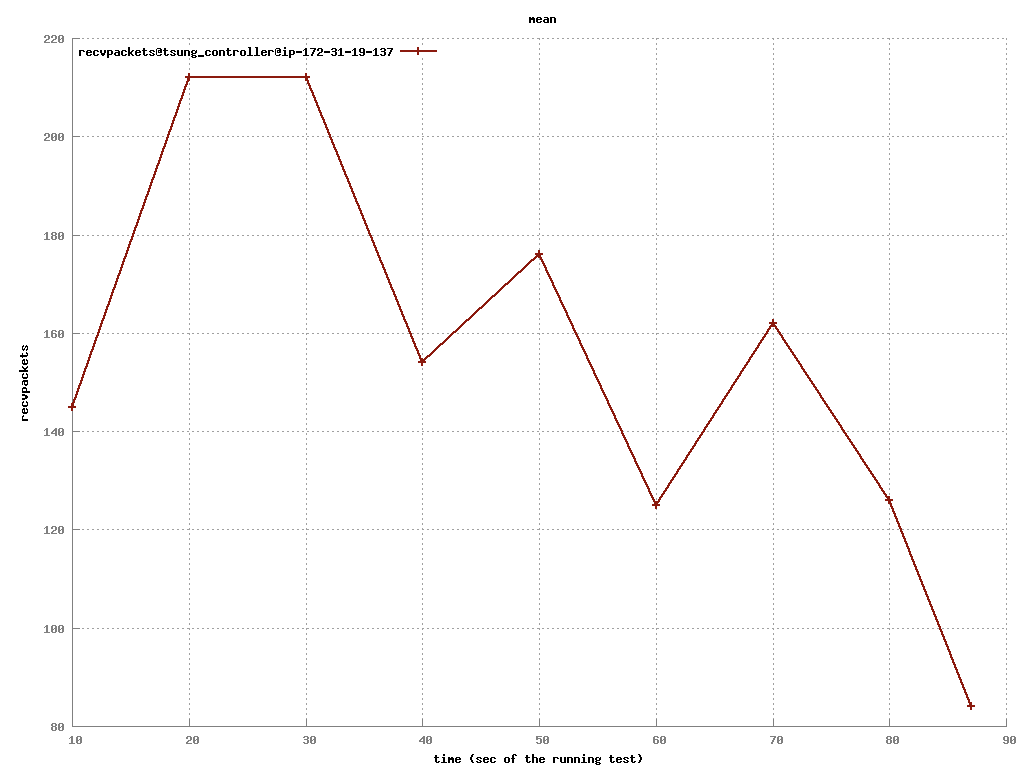 mean
recvpackets@tsung_controller@ip-172-31-19-137
220
200
180
160
140
120
100
80
recvpackets
10 20 30 40 50 60 70 80 90
time (sec of the running test)